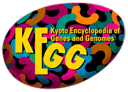 KEGG
Kyoto Encyclopedia of
Genes and Genomes